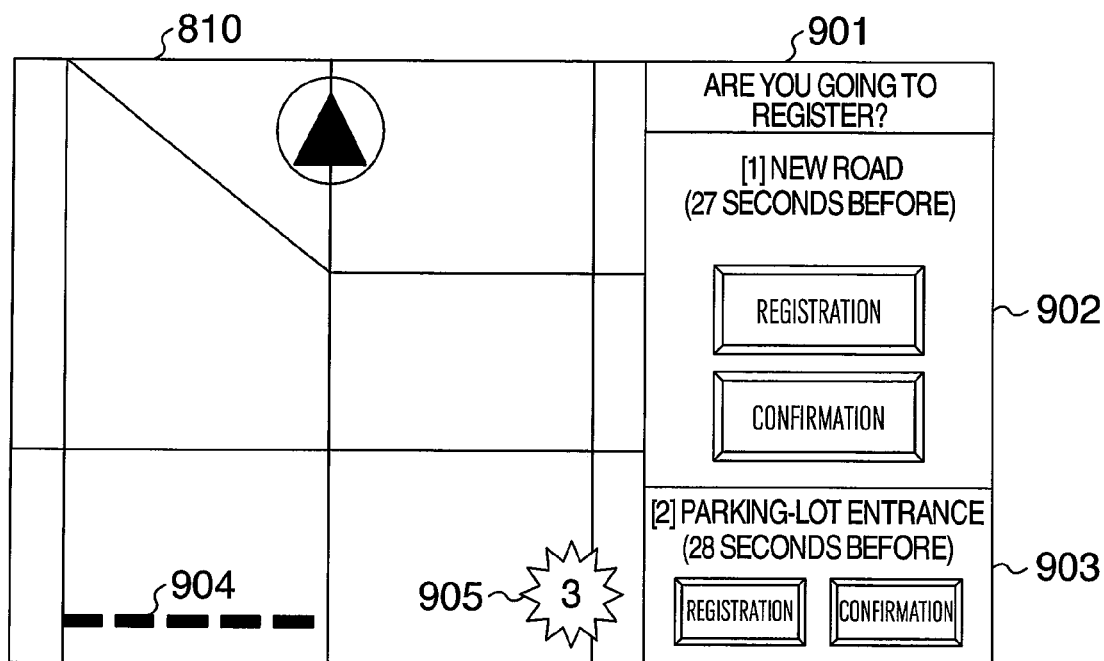 810
901
ARE YOU GOING TO
REGISTER?
[1] NEW ROAD
(27 SECONDS BEFORE)
REGISTRATION
902
CONFIRMATION
[2] PARKING-LOT ENTRANCE
(28 SECONDS BEFORE)
903
904
905
3
REGISTRATION
CONFIRMATION